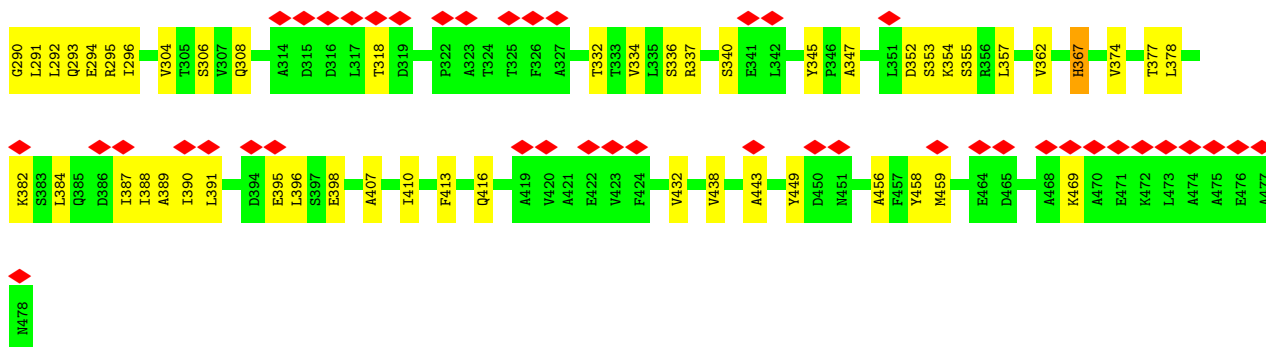 G290 L291 L292 Q293 E294 R295 I296 V304 T305 S306 V307 Q308 A314 D315 D316 L317 T318 D319 P322 A323 T324 T325 F326 A327 T332 T333 V334 L335 S336 R337 S340 E341 L342 Y345 P346 A347 L351 D352 S353 K354 S355 R356 L357 V362 H367 V374 T377 L378
K382 S383 L384 Q385 D386 I387 I388 A389 I390 L391 D394 E395 L396 S397 E398 A407 I410 F413 Q416 A419 V420 A421 E422 V423 F424 V432 V438 A443 Y449 D450 N451 A456 F457 Y458 M459 E464 D465 A468 K469 A470 E471 K472 L473 A474 A475 E476 A477
N478